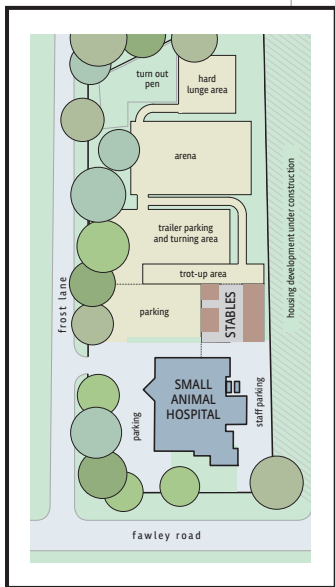 turn out
pen
hard
lunge area
arena
trailer parking
and turning area
trot-up area
parking
STABLES
housing development under construction
frost lane
SMALL
ANIMAL
HOSPITAL
parking
staff parking
fawley road